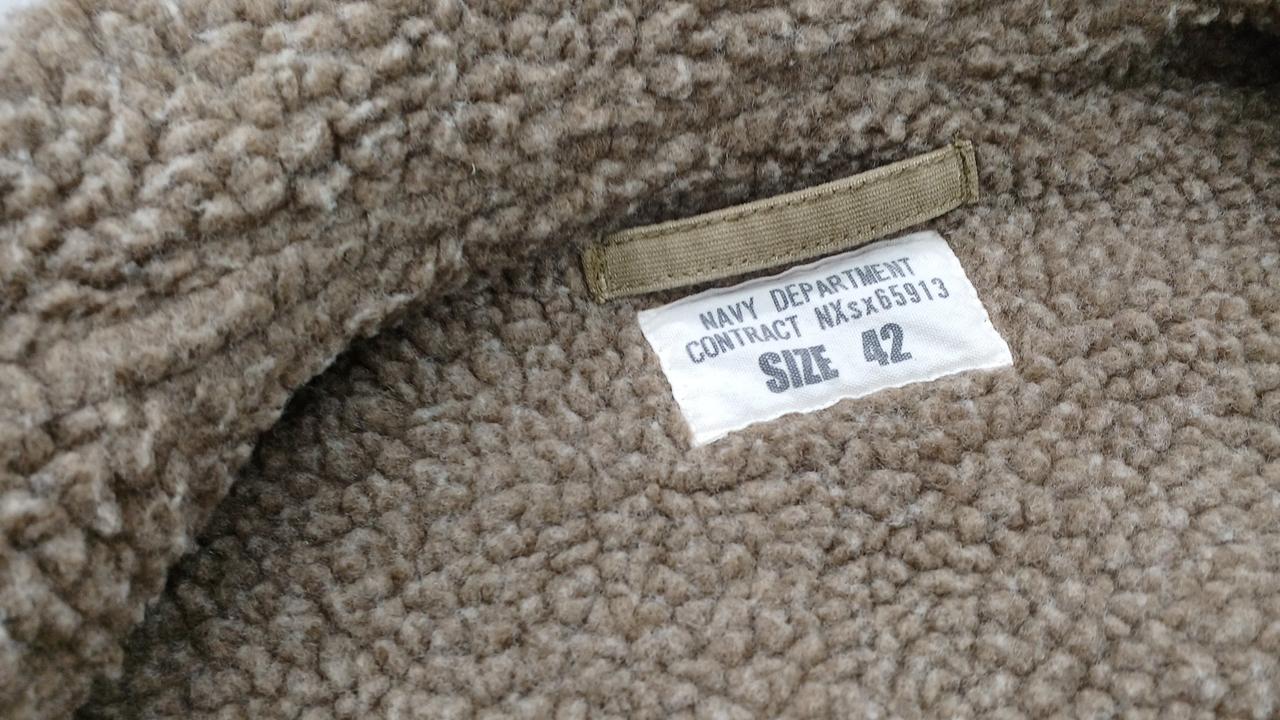 NAVY DEPARTMENT
CONTRACT NXsx65913
SIZE 42